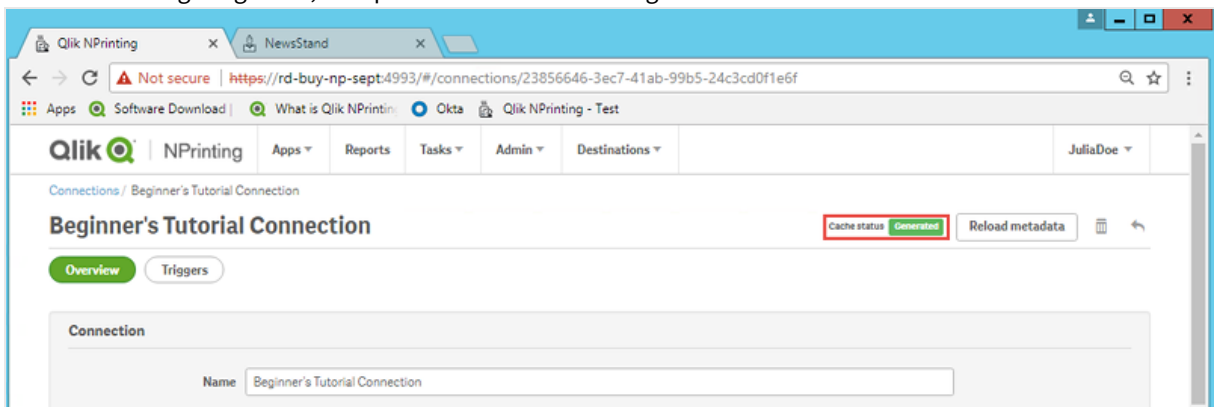 Qlik NPrinting NewsStand
Not secure https://rd-buy-np-sept:4993/#/connections/23856646-3ec7-41ab-99b5-24c3cd0f1e6f
Apps Software Download | What is Qlik NPrinting Okta Qlik NPrinting - Test
Qlik NPrinting Apps Reports Tasks Admin Destinations JuliaDoe
Connections / Beginner's Tutorial Connection
Beginner's Tutorial Connection Cache status Generated Reload metadata
Overview Triggers
Connection
Name Beginner's Tutorial Connection